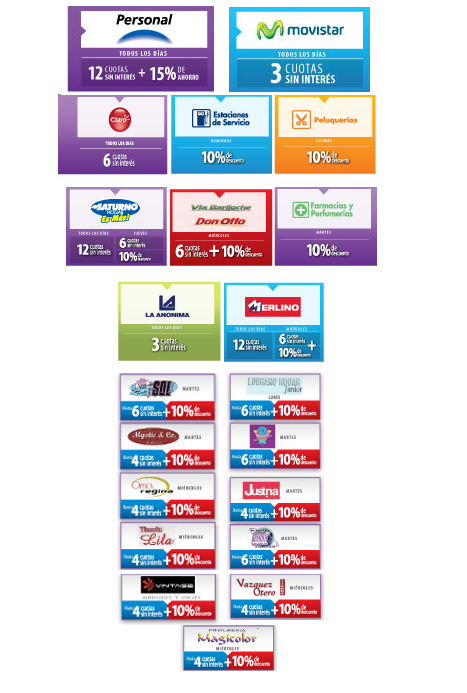 Personal
TODOS LOS DÍAS
12 CUOTAS SIN INTERÉS + 15% DE AHORRO
movistar
TODOS LOS DÍAS
3 CUOTAS SIN INTERÉS
Claro
TODOS LOS DÍAS
6 cuotas sin interés
Estaciones de Servicio
DOMINGOS
10% de descuento
Peluquerías
VIERNES
10% de descuento
SATURNO HOGAR
Es Más!
TODOS LOS DÍAS
12 cuotas sin interés
JUEVES
6 cuotas sin interés
10% de descuento
Via Bariloche
Don Otto
MIÉRCOLES
6 cuotas sin interés + 10% de descuento
Farmacias y Perfumerías
MARTES
10% de descuento
LA ANONIMA
TODOS LOS DÍAS
3 cuotas sin interés
MERLINO
TODOS LOS DÍAS
12 cuotas sin interés
MIÉRCOLES
6 cuotas sin interés +
10% de descuento
SOL
MARTES
Hasta 6 cuotas sin interés + 10% de descuento
LUCIANO HOGAR Junior
LUNES
Hasta 6 cuotas sin interés + 10% de descuento
Mystic & Co.
MARTES
Hasta 4 cuotas sin interés + 10% de descuento
MARTES
Hasta 6 cuotas sin interés + 10% de descuento
Optica regina
MIÉRCOLES
Hasta 4 cuotas sin interés + 10% de descuento
Justina
MARTES
Hasta 4 cuotas sin interés + 10% de descuento
Tienda Lila
MIÉRCOLES
Hasta 4 cuotas sin interés + 10% de descuento
MARTES
Hasta 6 cuotas sin interés + 10% de descuento
VINTAGE
MIÉRCOLES Y JUEVES
Hasta 4 cuotas sin interés + 10% de descuento
Vazquez Otero
MIÉRCOLES
Hasta 4 cuotas sin interés + 10% de descuento
PINTURERIA
Magicolor
MIÉRCOLES
Hasta 4 cuotas sin interés + 10% de descuento